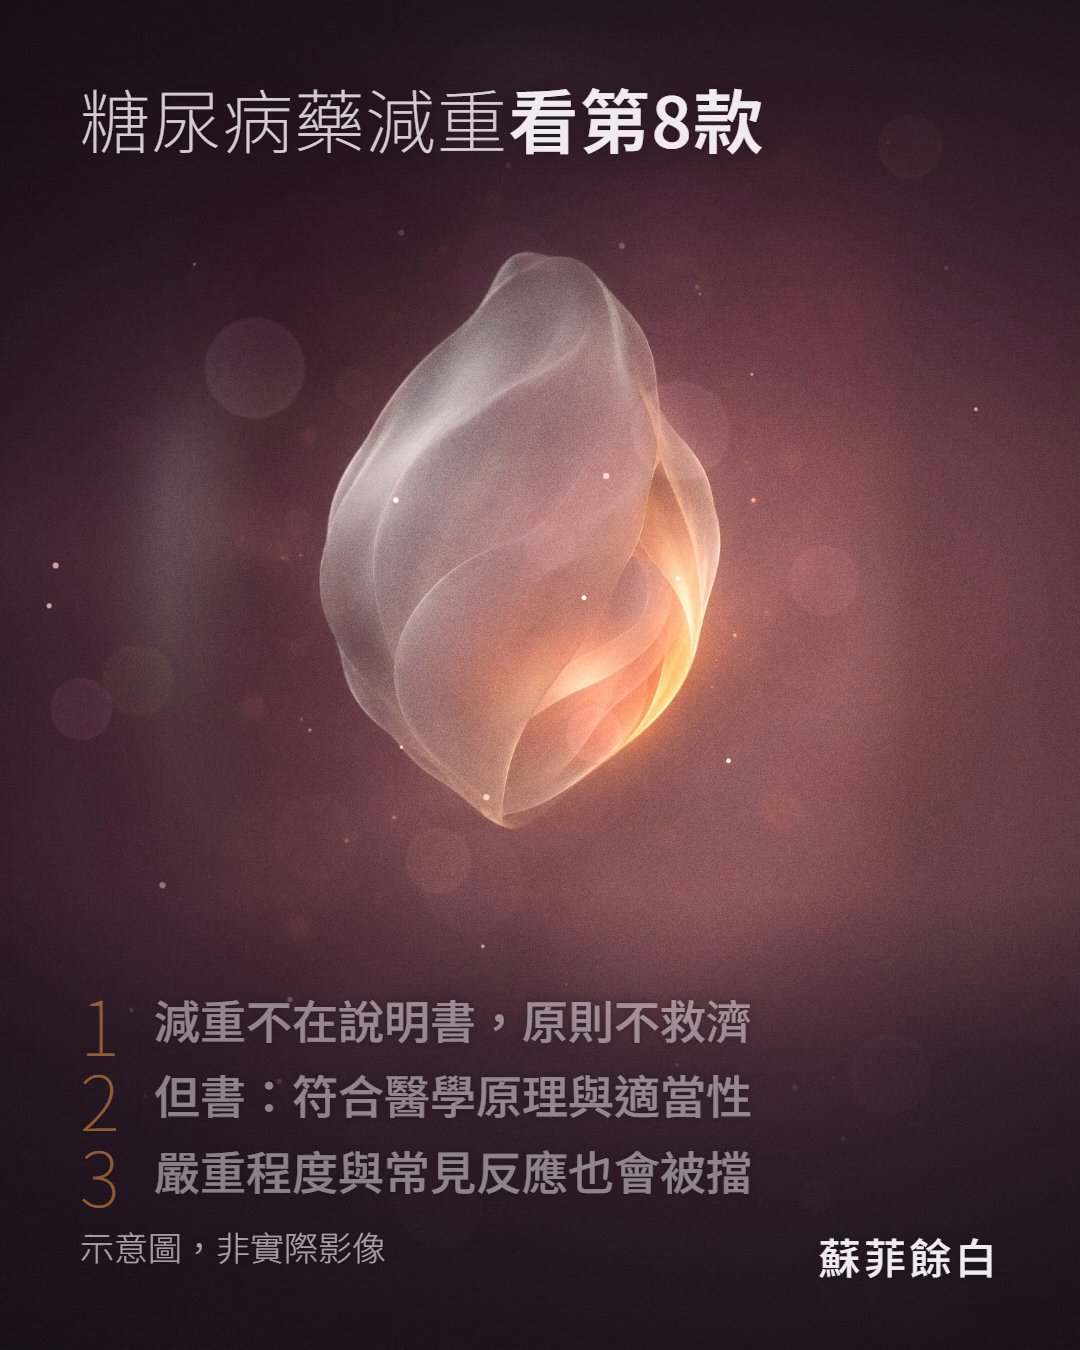 糖尿病藥減重看第8款
1 減重不在說明書，原則不救濟
2 但書：符合醫學原理與適當性
3 嚴重程度與常見反應也會被擋
示意圖，非實際影像
蘇菲餘白